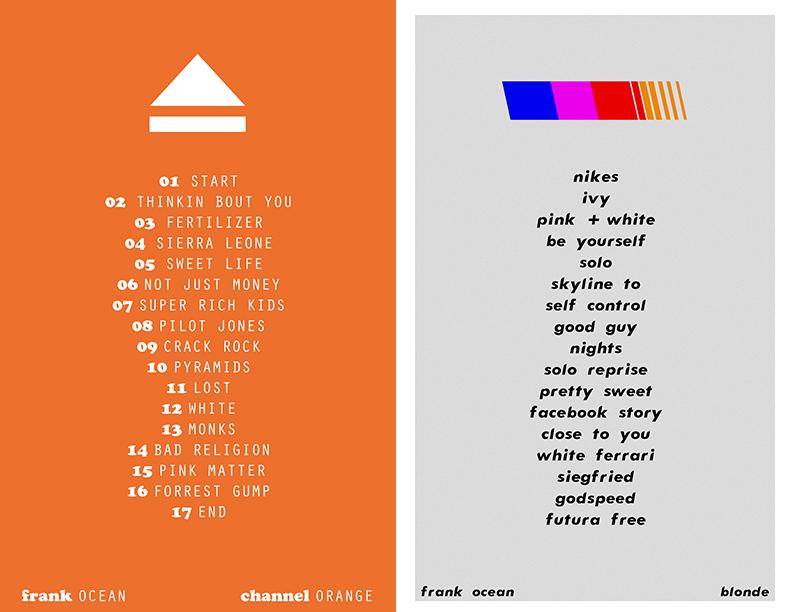 01 START
02 THINKIN BOUT YOU
03 FERTILIZER
04 SIERRA LEONE
05 SWEET LIFE
06 NOT JUST MONEY
07 SUPER RICH KIDS
08 PILOT JONES
09 CRACK ROCK
10 PYRAMIDS
11 LOST
12 WHITE
13 MONKS
14 BAD RELIGION
15 PINK MATTER
16 FORREST GUMP
17 END
frank OCEAN
channel ORANGE
nikes
ivy
pink + white
be yourself
solo
skyline to
self control
good guy
nights
solo reprise
pretty sweet
facebook story
close to you
white ferrari
siegfried
godspeed
futura free
frank ocean
blonde